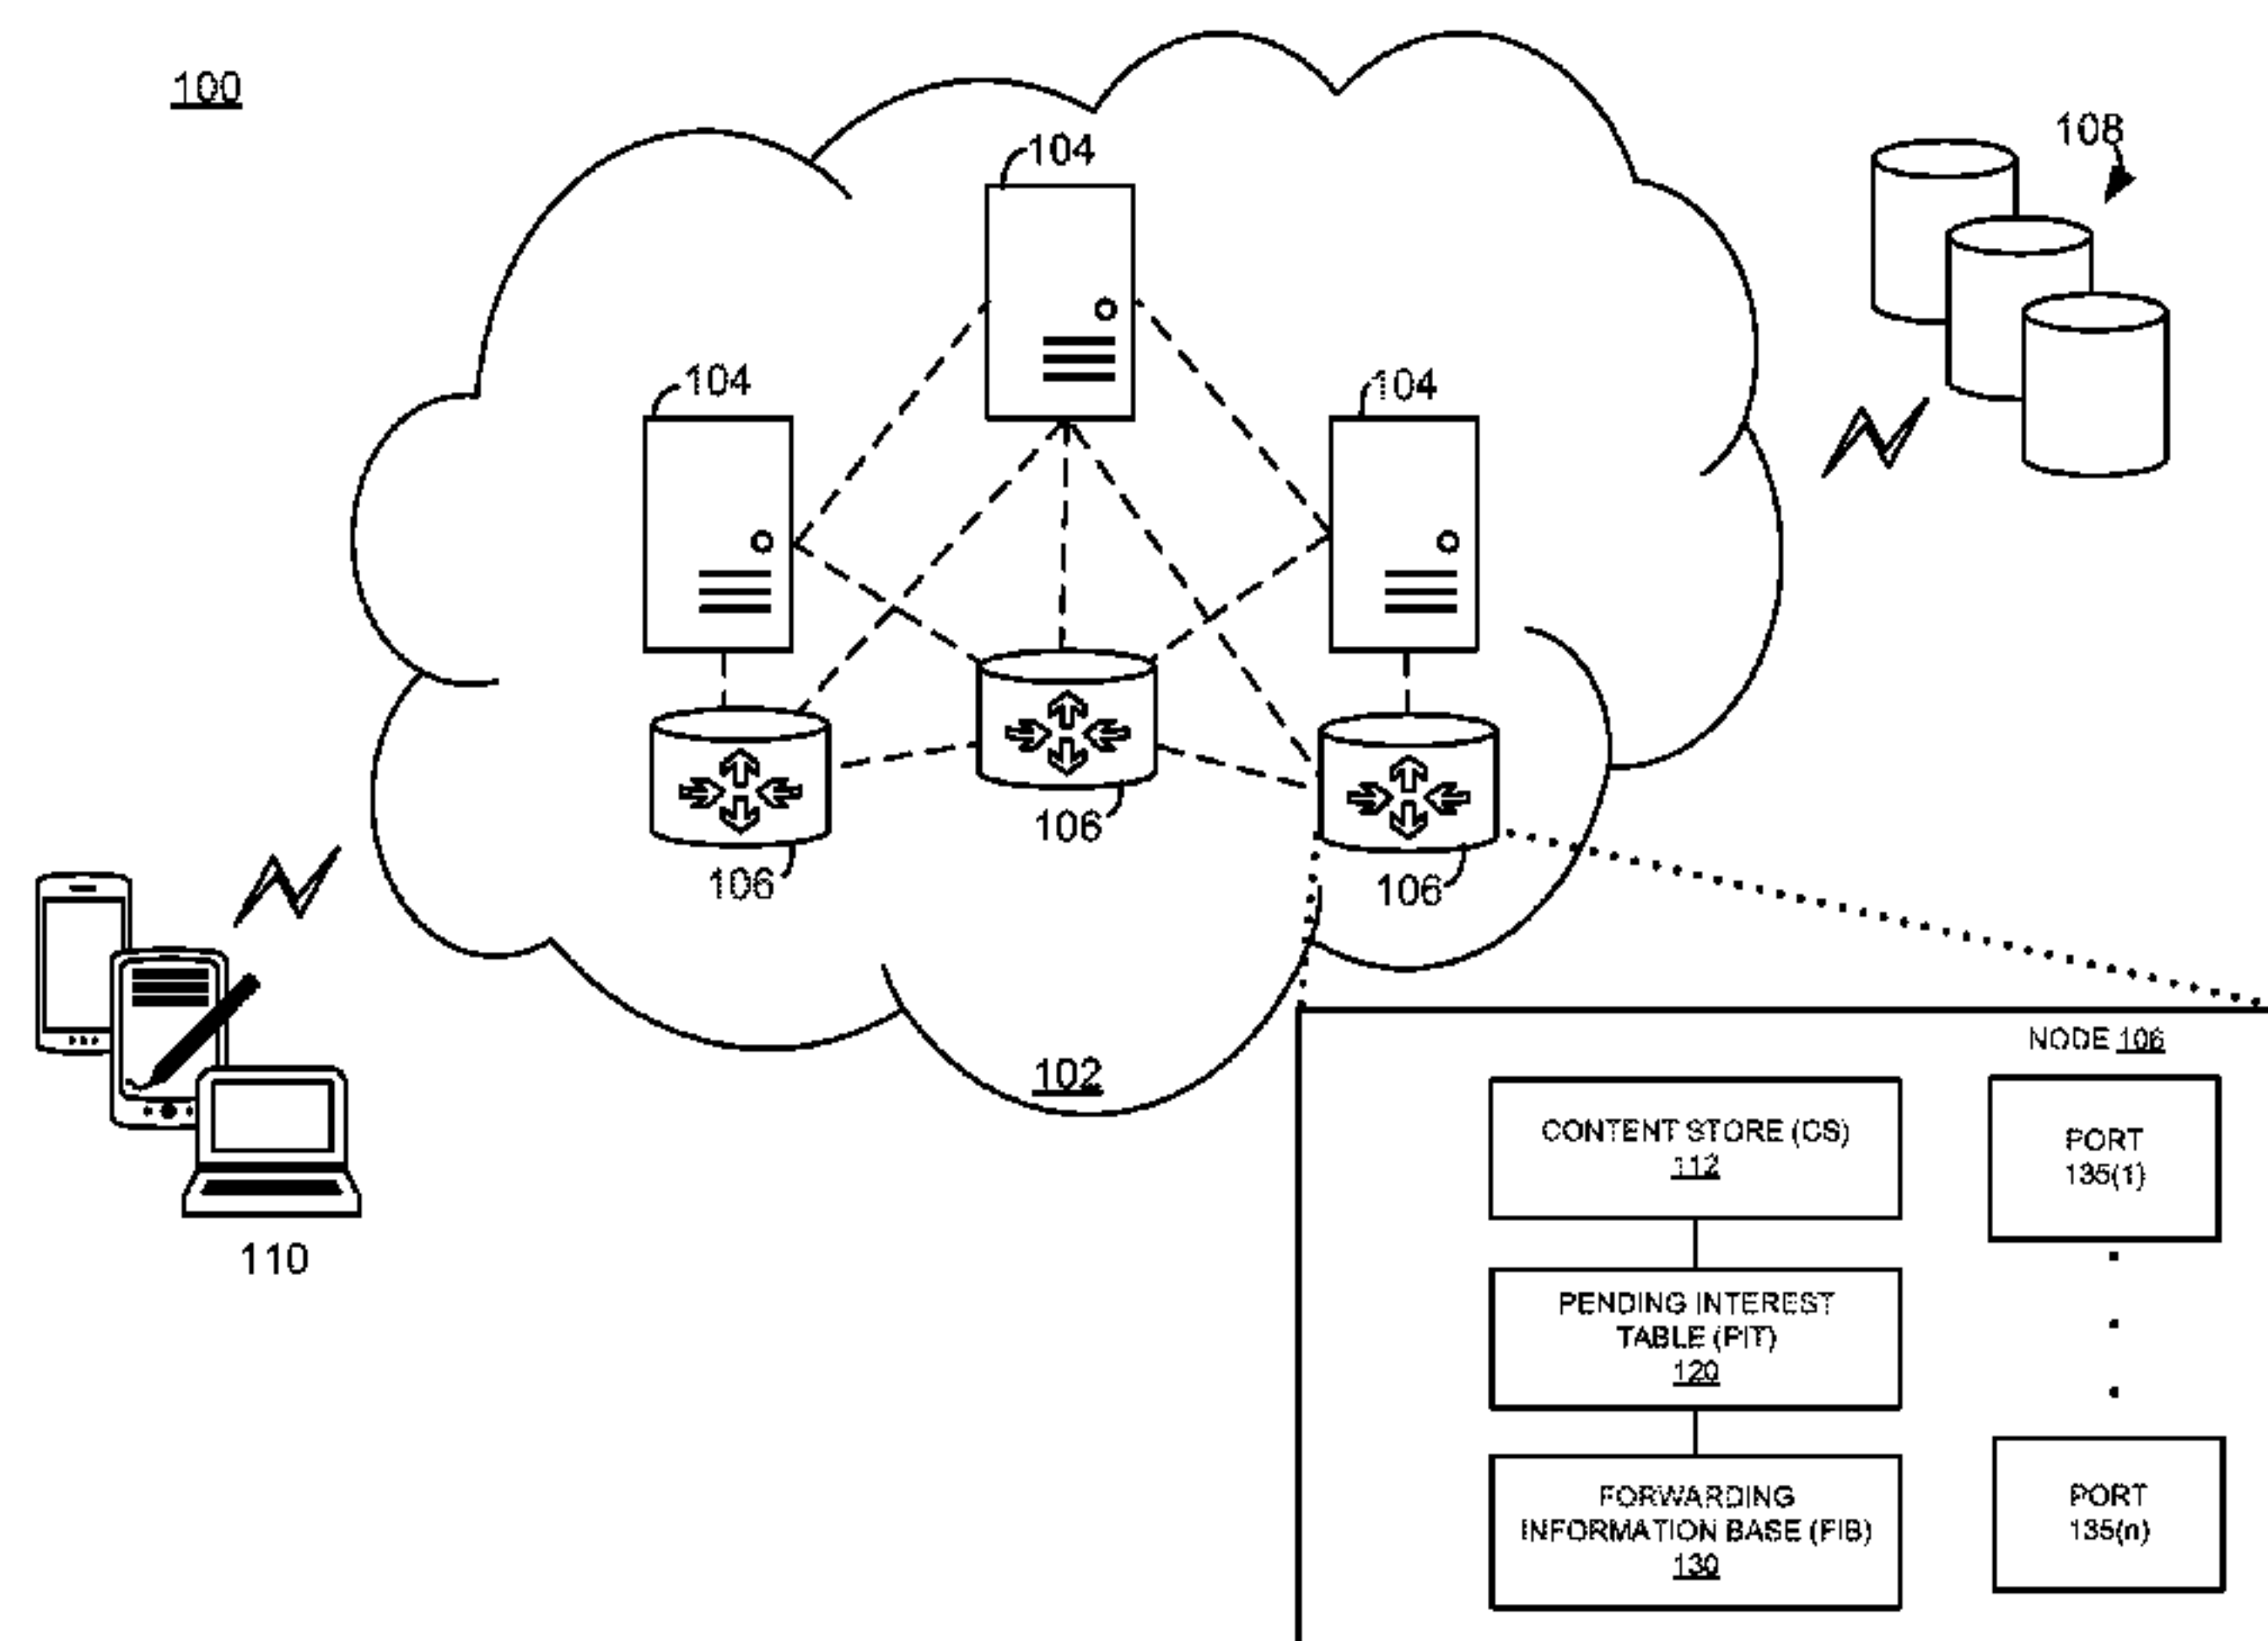 100
104
108
104
104
106
106
106
102
110
NODE 106
CONTENT STORE (CS)
112
PORT
135(1)
PENDING INTEREST
TABLE (PIT)
120
FORWARDING
INFORMATION BASE (FIB)
130
PORT
135(n)